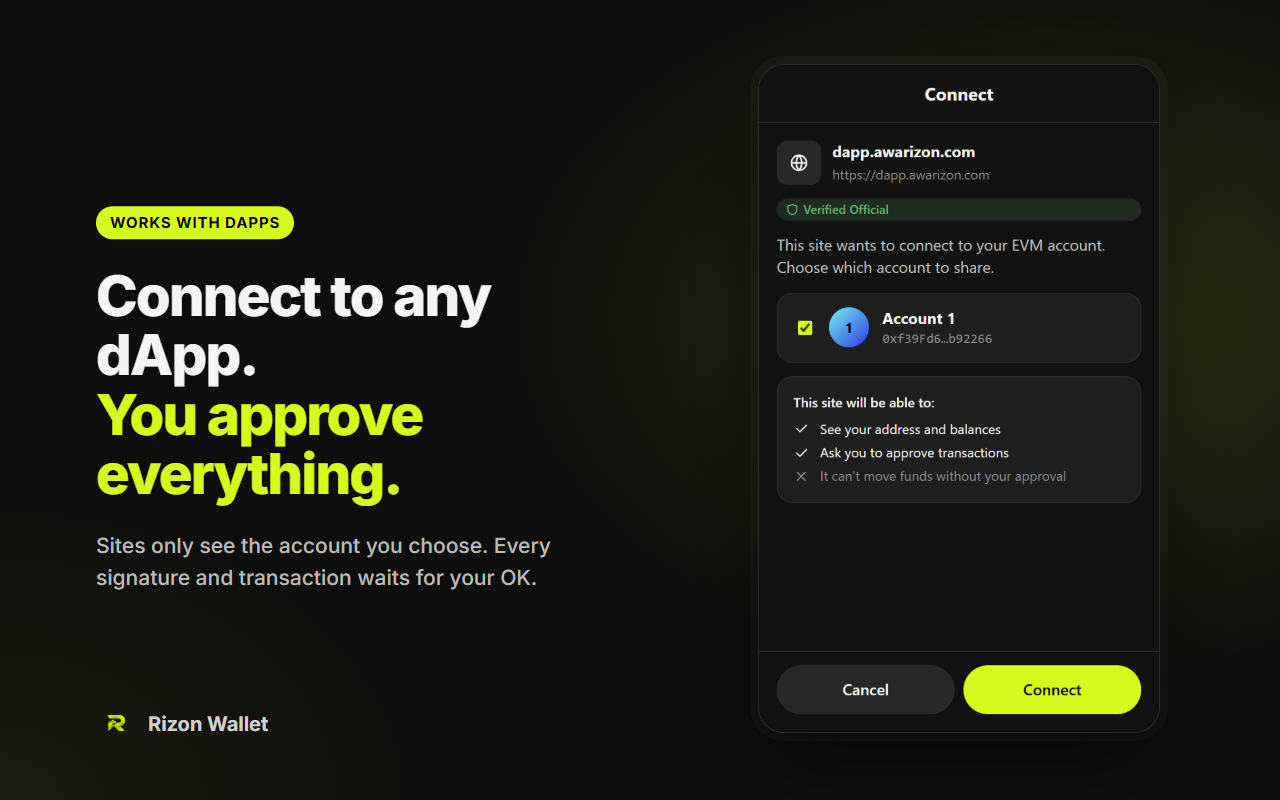 WORKS WITH DAPPS
Connect to any
dApp.
You approve
everything.
Sites only see the account you choose. Every
signature and transaction waits for your OK.
Rizon Wallet
Connect
dapp.awarizon.com
https://dapp.awarizon.com
Verified Official
This site wants to connect to your EVM account.
Choose which account to share.
1
Account 1
0xf39Fd6…b92266
This site will be able to:
See your address and balances
Ask you to approve transactions
It can't move funds without your approval
Cancel
Connect